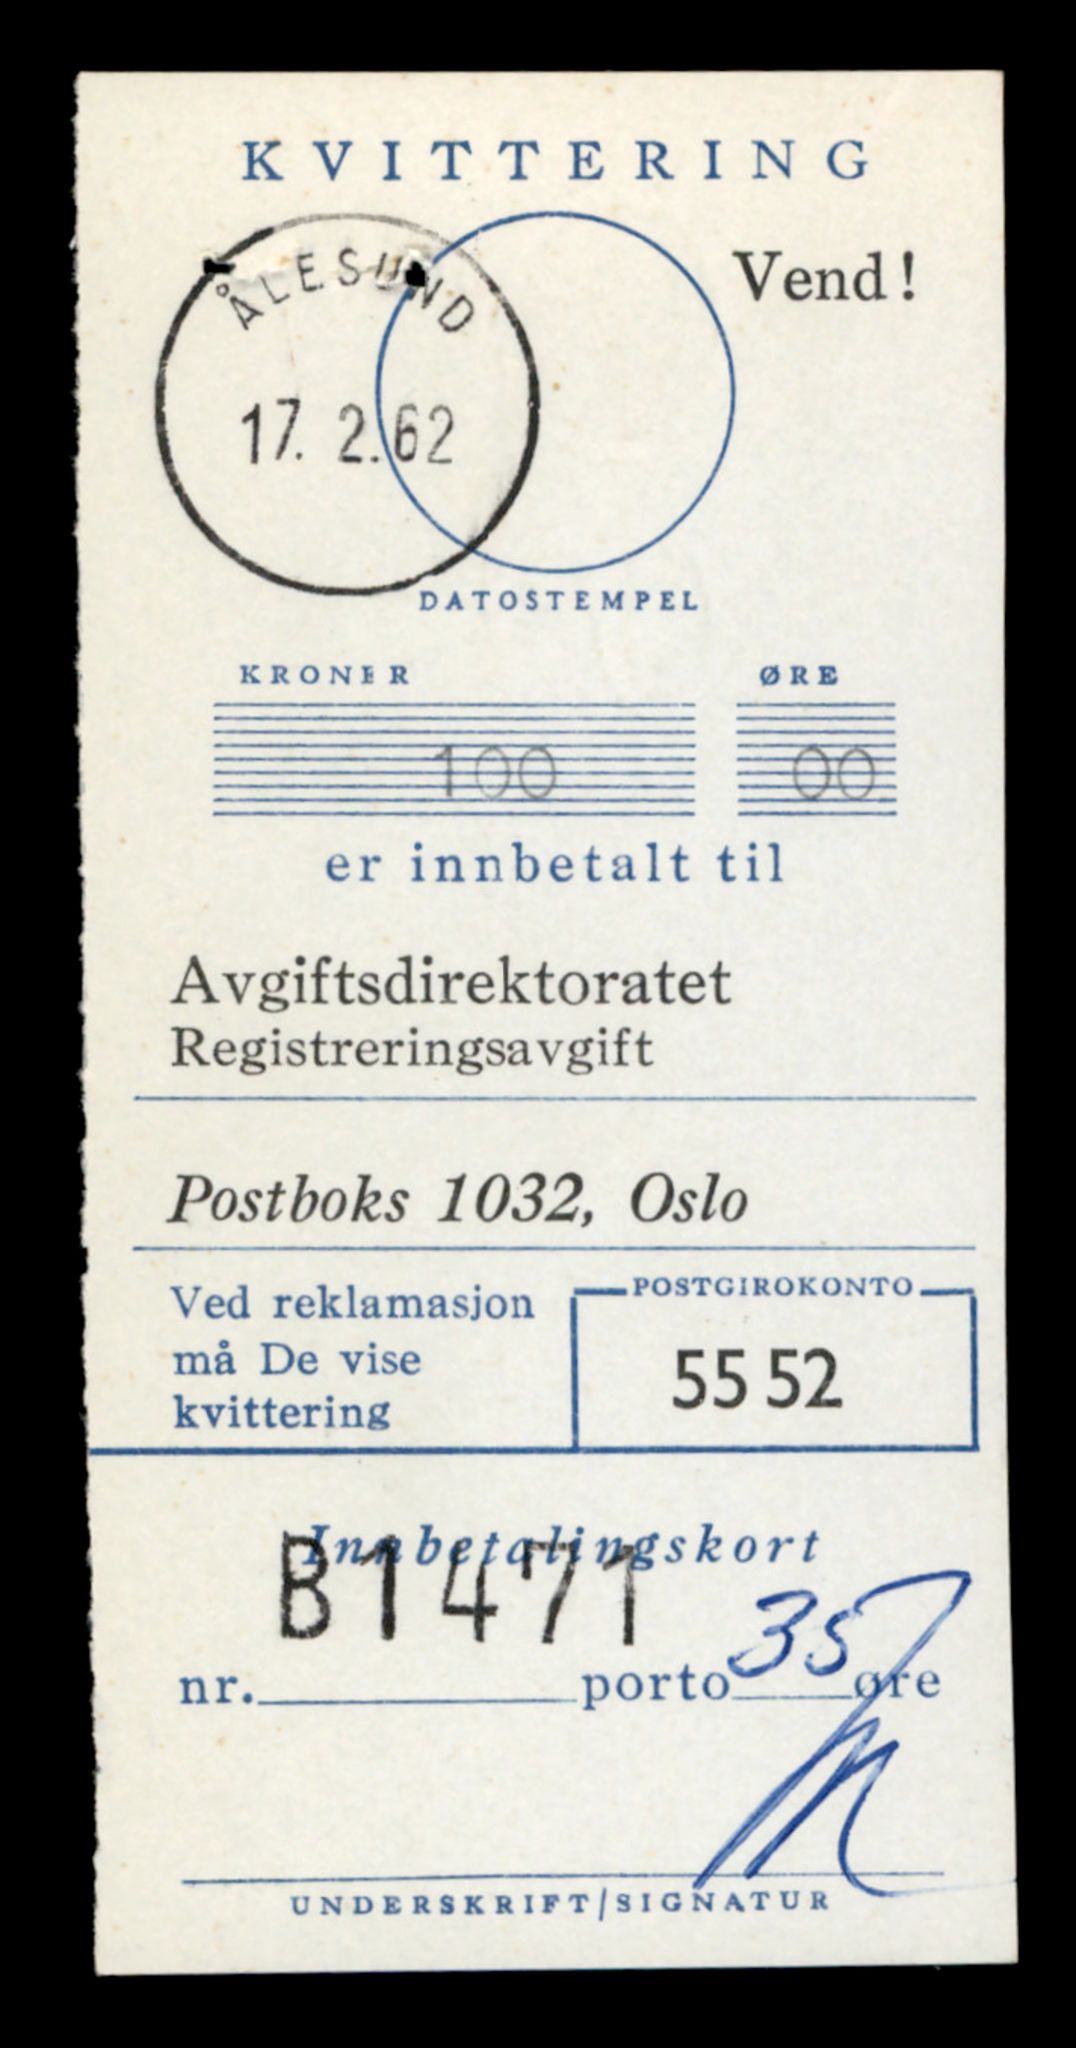 KVITTERING
ÅLESUND
Vend!
17. 2.62
DATOSTEMPEL
KRONER ØRE
100 00
er innbetalt til
Avgiftsdirektoratet
Registreringsavgift
Postboks 1032, Oslo
Ved reklamasjon
må De vise
kvittering
POSTGIROKONTO
55 52
Innbetalingskort
B1471
nr. porto 35 øre
UNDERSKRIFT/SIGNATUR